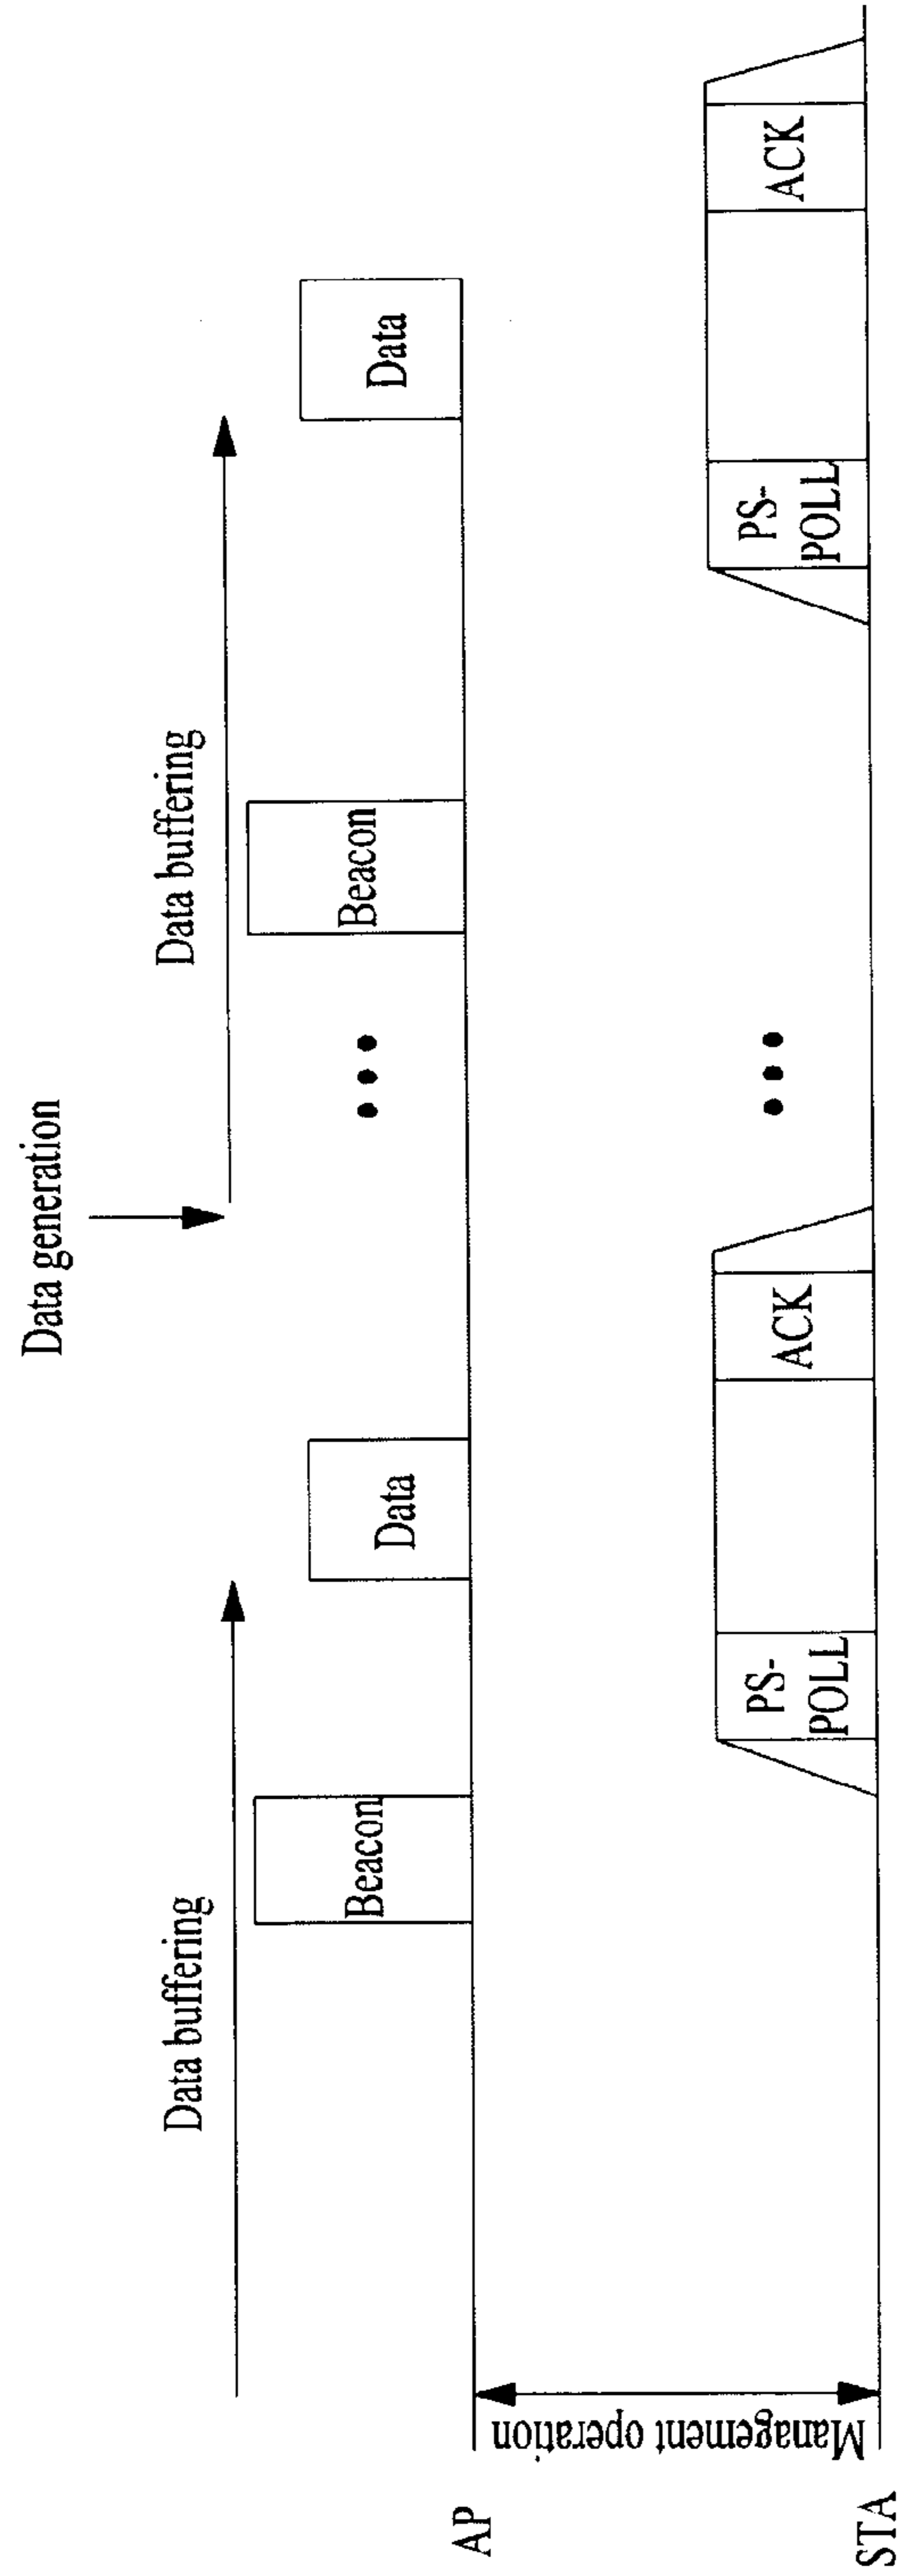 Data generation
Data buffering
Data buffering
Beacon
Data
Beacon
Data
AP
Management operation
PS-
POLL
ACK
PS-
POLL
ACK
STA